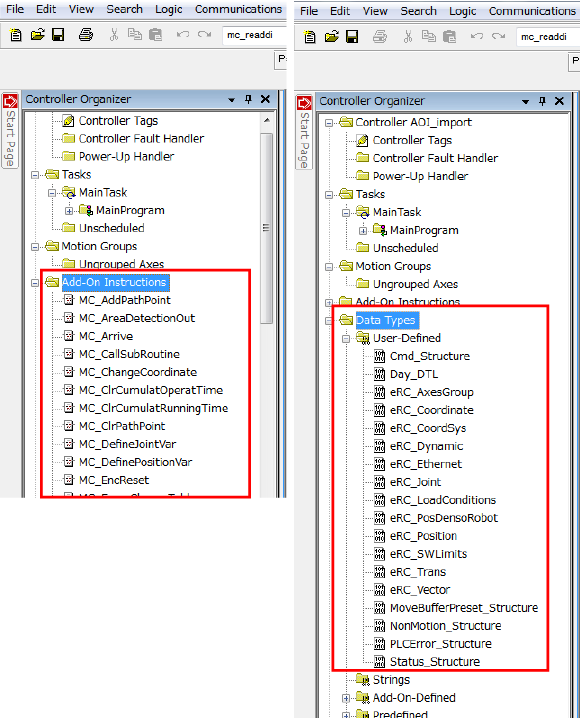 File Edit View Search Logic Communications
mc_readdi
Start Page
Controller Organizer
Controller Tags
Controller Fault Handler
Power-Up Handler
Tasks
MainTask
MainProgram
Unscheduled
Motion Groups
Ungrouped Axes
Add-On Instructions
MC_AddPathPoint
MC_AreaDetectionOut
MC_Arrive
MC_CallSubRoutine
MC_ChangeCoordinate
MC_ClrCumulatOperatTime
MC_ClrCumulatRunningTime
MC_ClrPathPoint
MC_DefineJointVar
MC_DefinePositionVar
MC_EncReset
File Edit View Search Logic Communications
mc_readdi
Start Page
Controller Organizer
Controller AOI_import
Controller Tags
Controller Fault Handler
Power-Up Handler
Tasks
MainTask
MainProgram
Unscheduled
Motion Groups
Ungrouped Axes
Add-On Instructions
Data Types
User-Defined
Cmd_Structure
Day_DTL
eRC_AxesGroup
eRC_Coordinate
eRC_CoordSys
eRC_Dynamic
eRC_Ethernet
eRC_Joint
eRC_LoadConditions
eRC_PosDensoRobot
eRC_Position
eRC_SWLimits
eRC_Trans
eRC_Vector
MoveBufferPreset_Structure
NonMotion_Structure
PLCError_Structure
Status_Structure
Strings
Add-On-Defined
Predefined